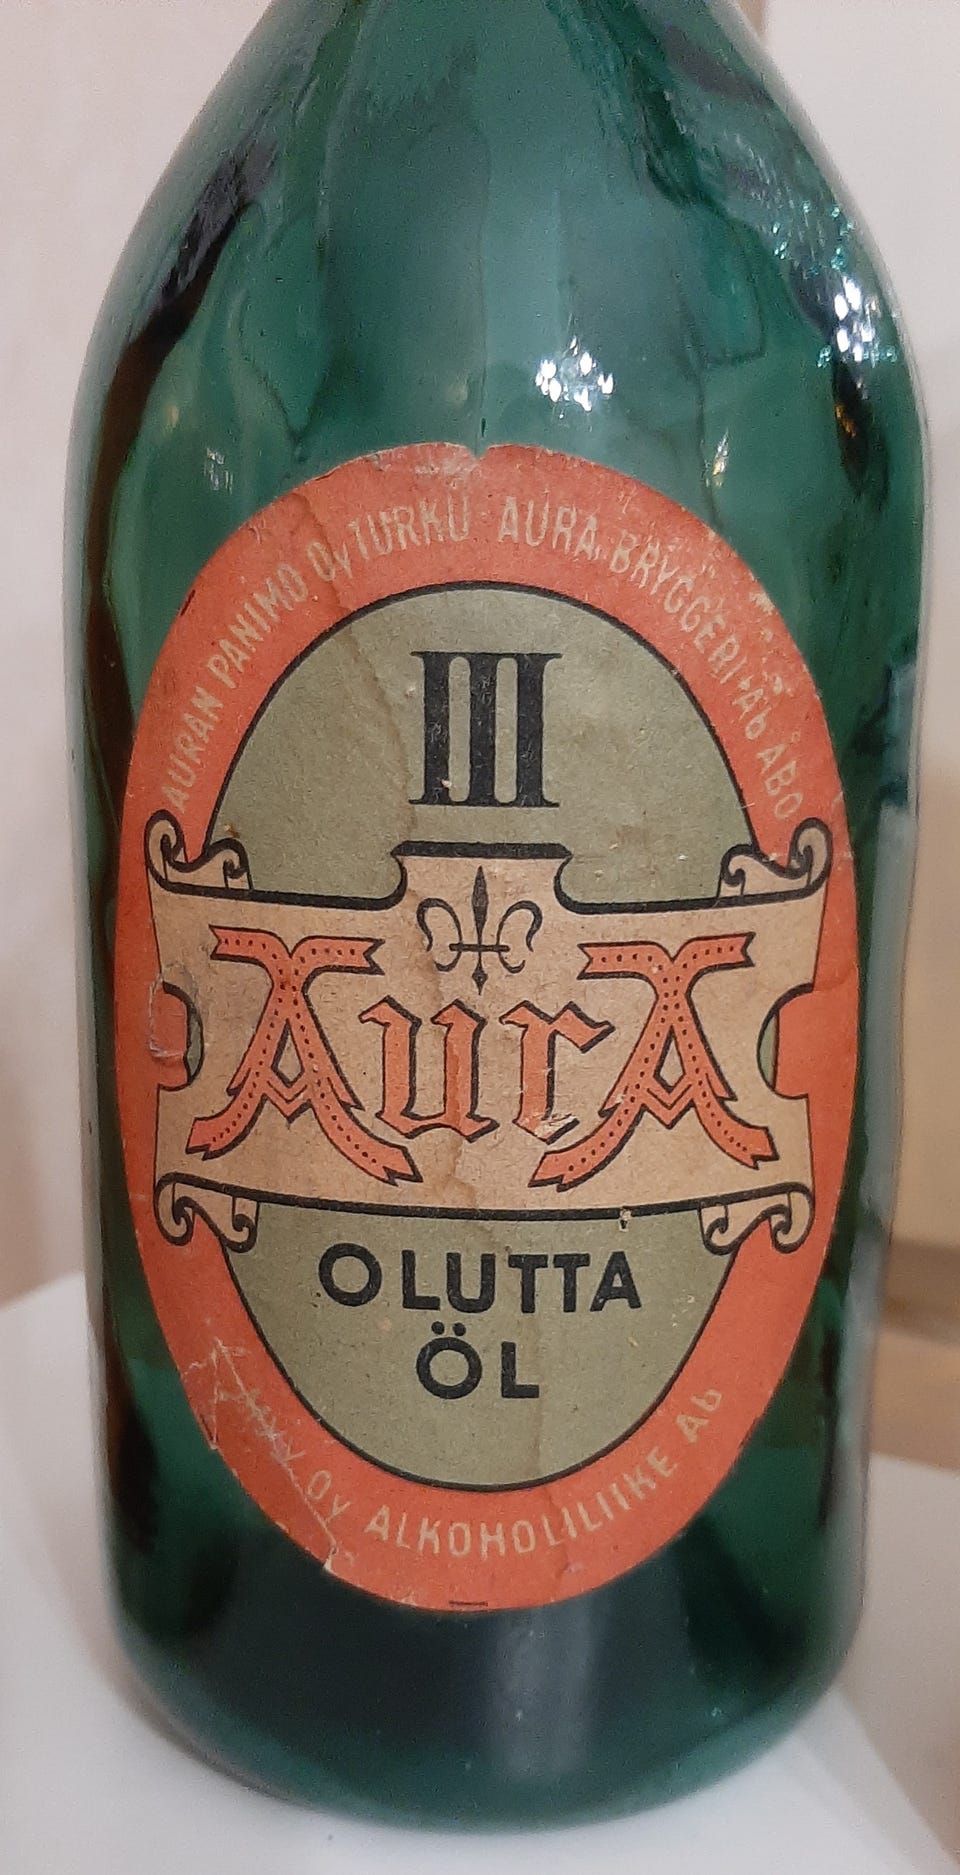 AURAN PANIMO Oy TURKU AURA BRYGGERI Ab ÅBO
III
AurA
OLUTTA
ÖL
Oy ALKOHOLILIIKE Ab